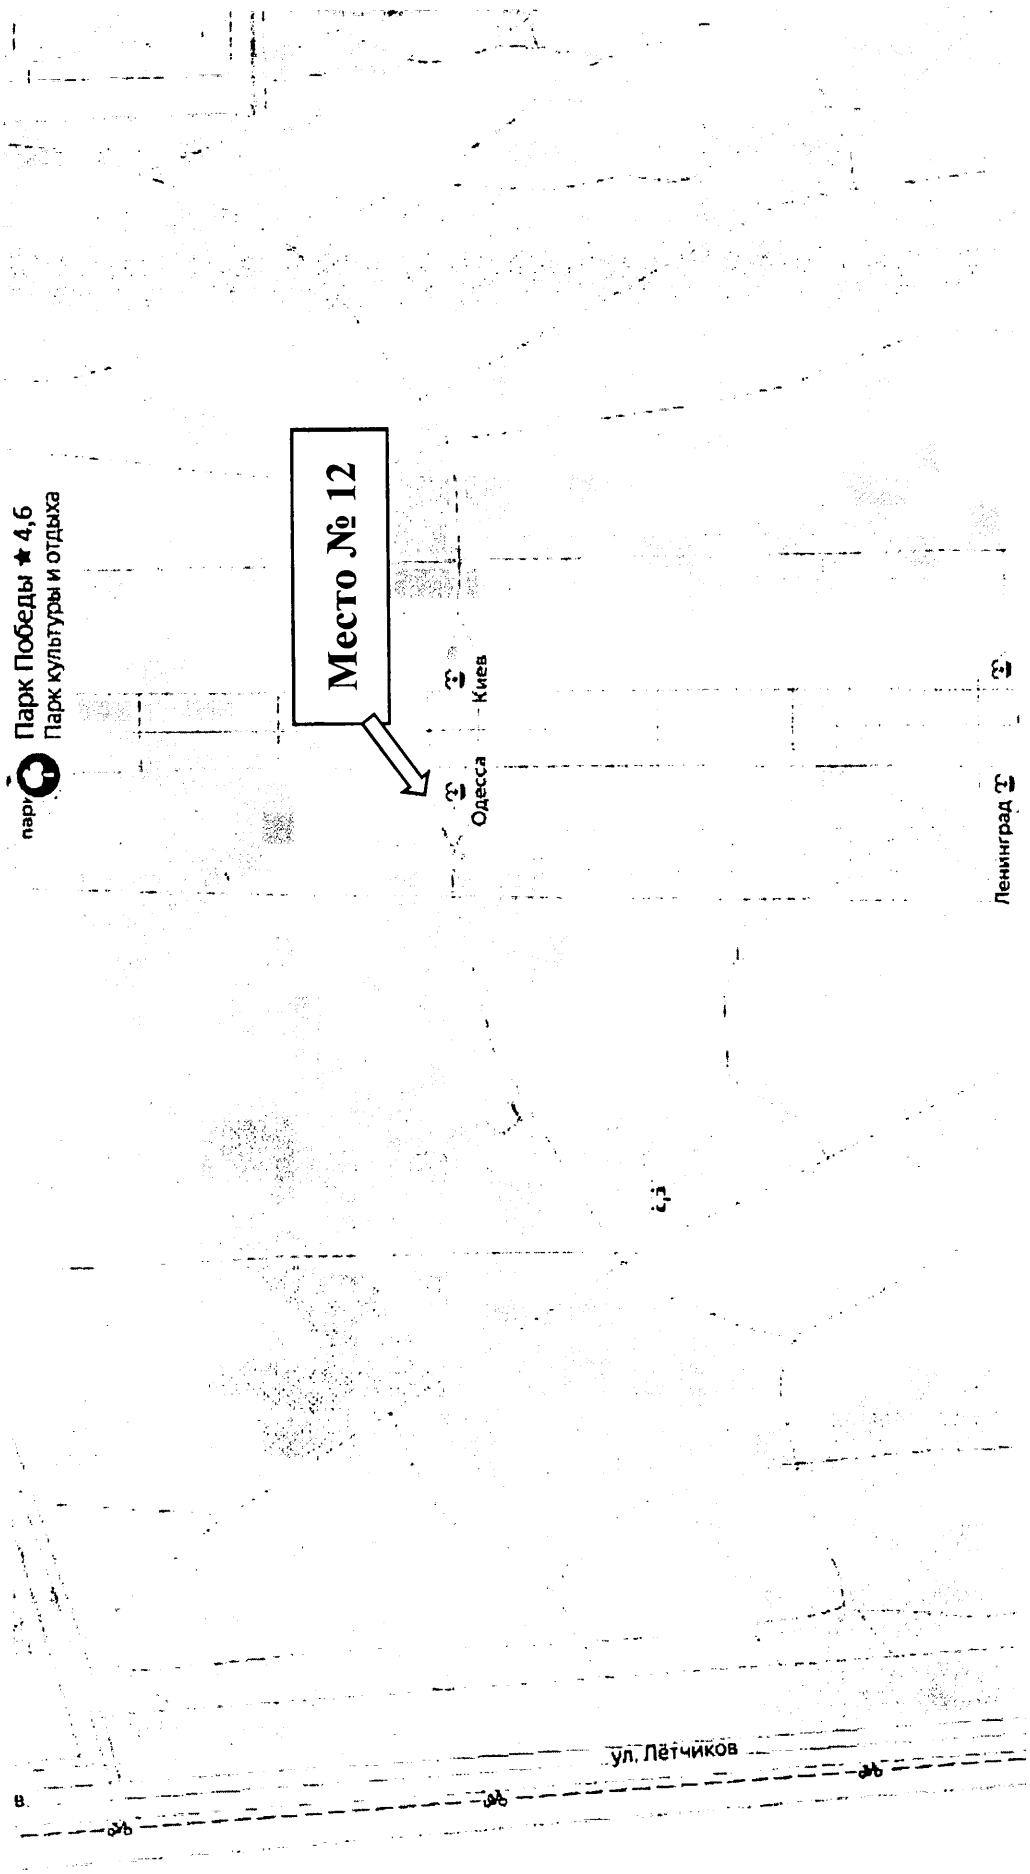 Парк Победы ★ 4,6
Парк культуры и отдыха
Место № 12
Киев
Одесса
Ленинград
ул. Лётчиков